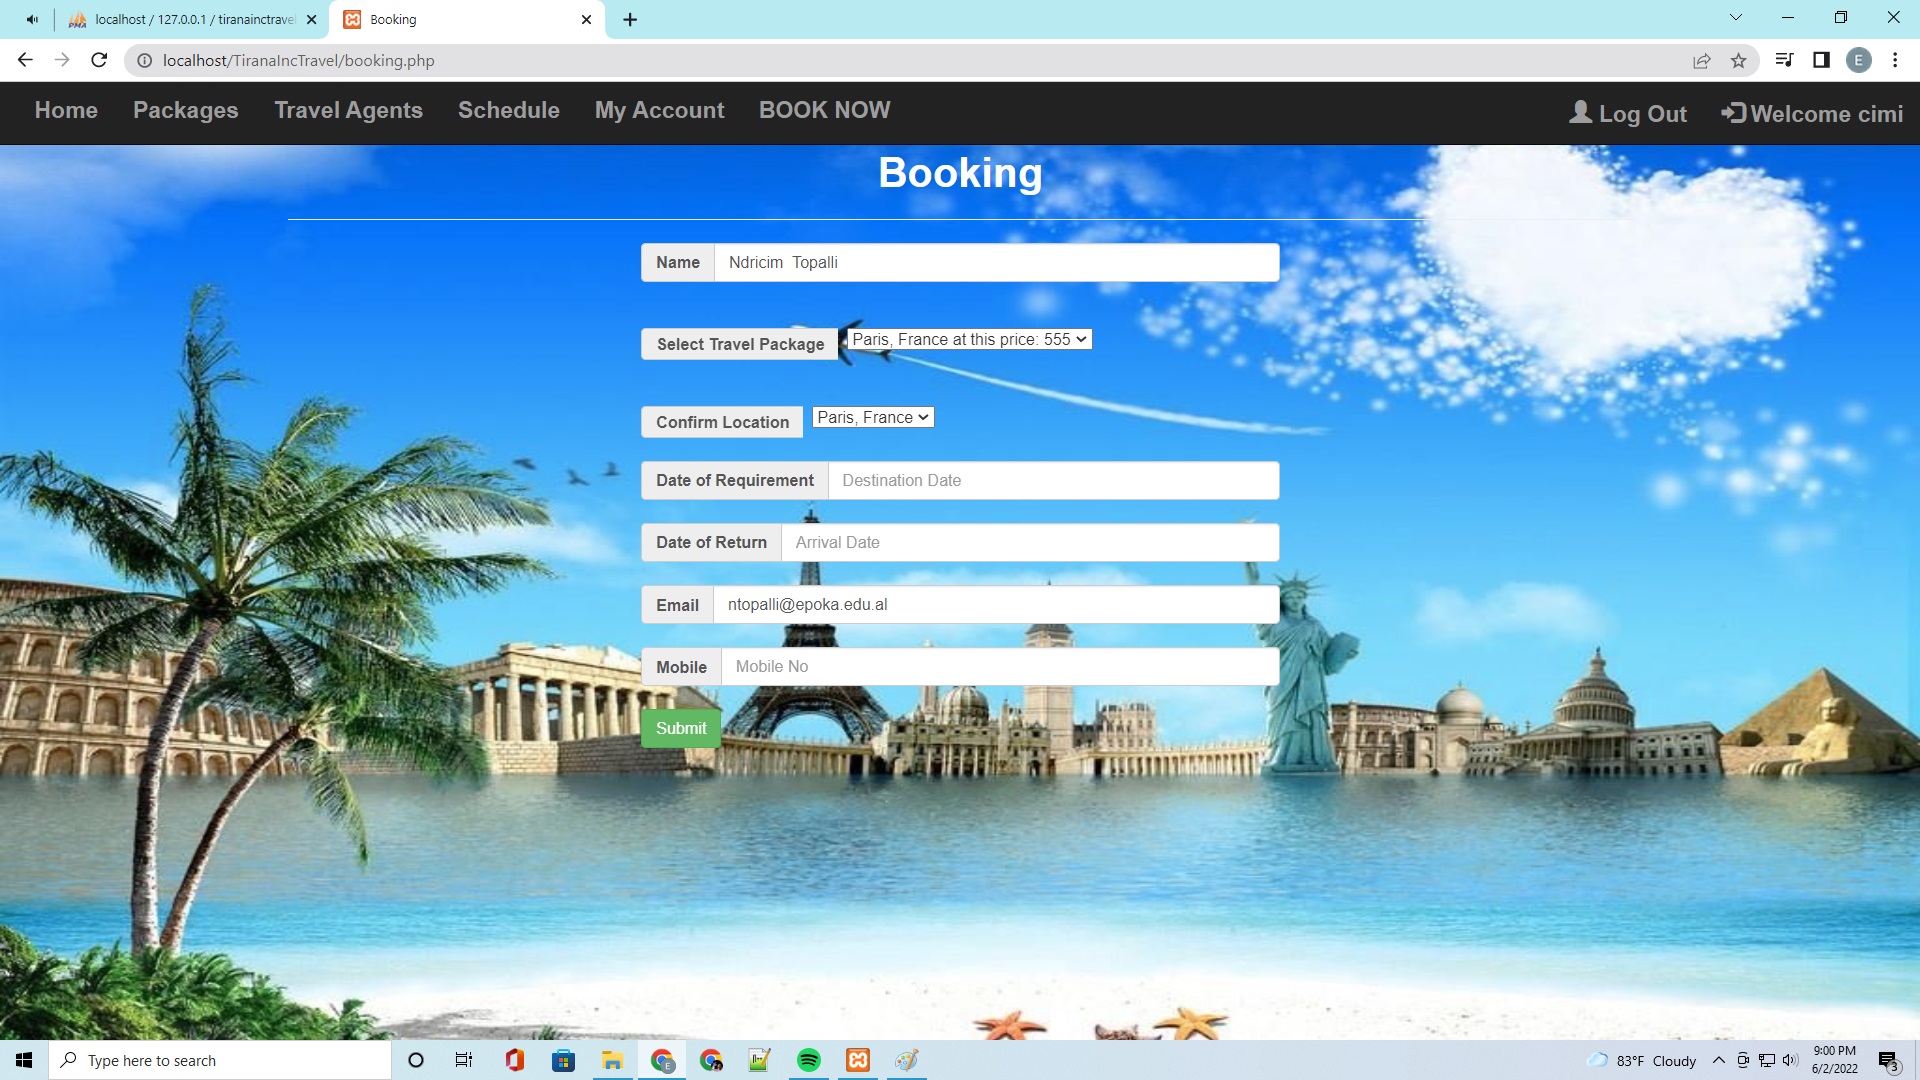 localhost / 127.0.0.1 / tiranainctrave
Booking
localhost/TiranaIncTravel/booking.php
E
Home Packages Travel Agents Schedule My Account BOOK NOW Log Out Welcome cimi
Booking
Name Ndricim Topalli
Select Travel Package Paris, France at this price: 555
Confirm Location Paris, France
Date of Requirement Destination Date
Date of Return Arrival Date
Email ntopalli@epoka.edu.al
Mobile Mobile No
Submit
Type here to search
83°F Cloudy
9:00 PM
6/2/2022
3